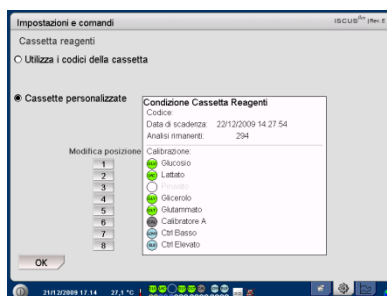 Impostazioni e comandi
ISCUS flex (Rev. E
Cassetta reagenti
Utilizza i codici della cassetta
Cassette personalizzate
Condizione Cassetta Reagenti
Codice:
Data di scadenza: 22/12/2009 14.27.54
Analisi rimanenti: 294
Modifica posizione
Calibrazione:
1 Glucosio
2 Lattato
3 Piruvato
4 Glicerolo
5 Glutammato
6 Calibratore A
7 Ctrl Basso
8 Ctrl Elevato
OK
21/12/2009 17.14 27,1 °C